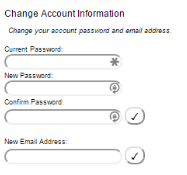 Change Account Information
Change your account password and email address.
Current Password:
New Password:
Confirm Password:
New Email Address: